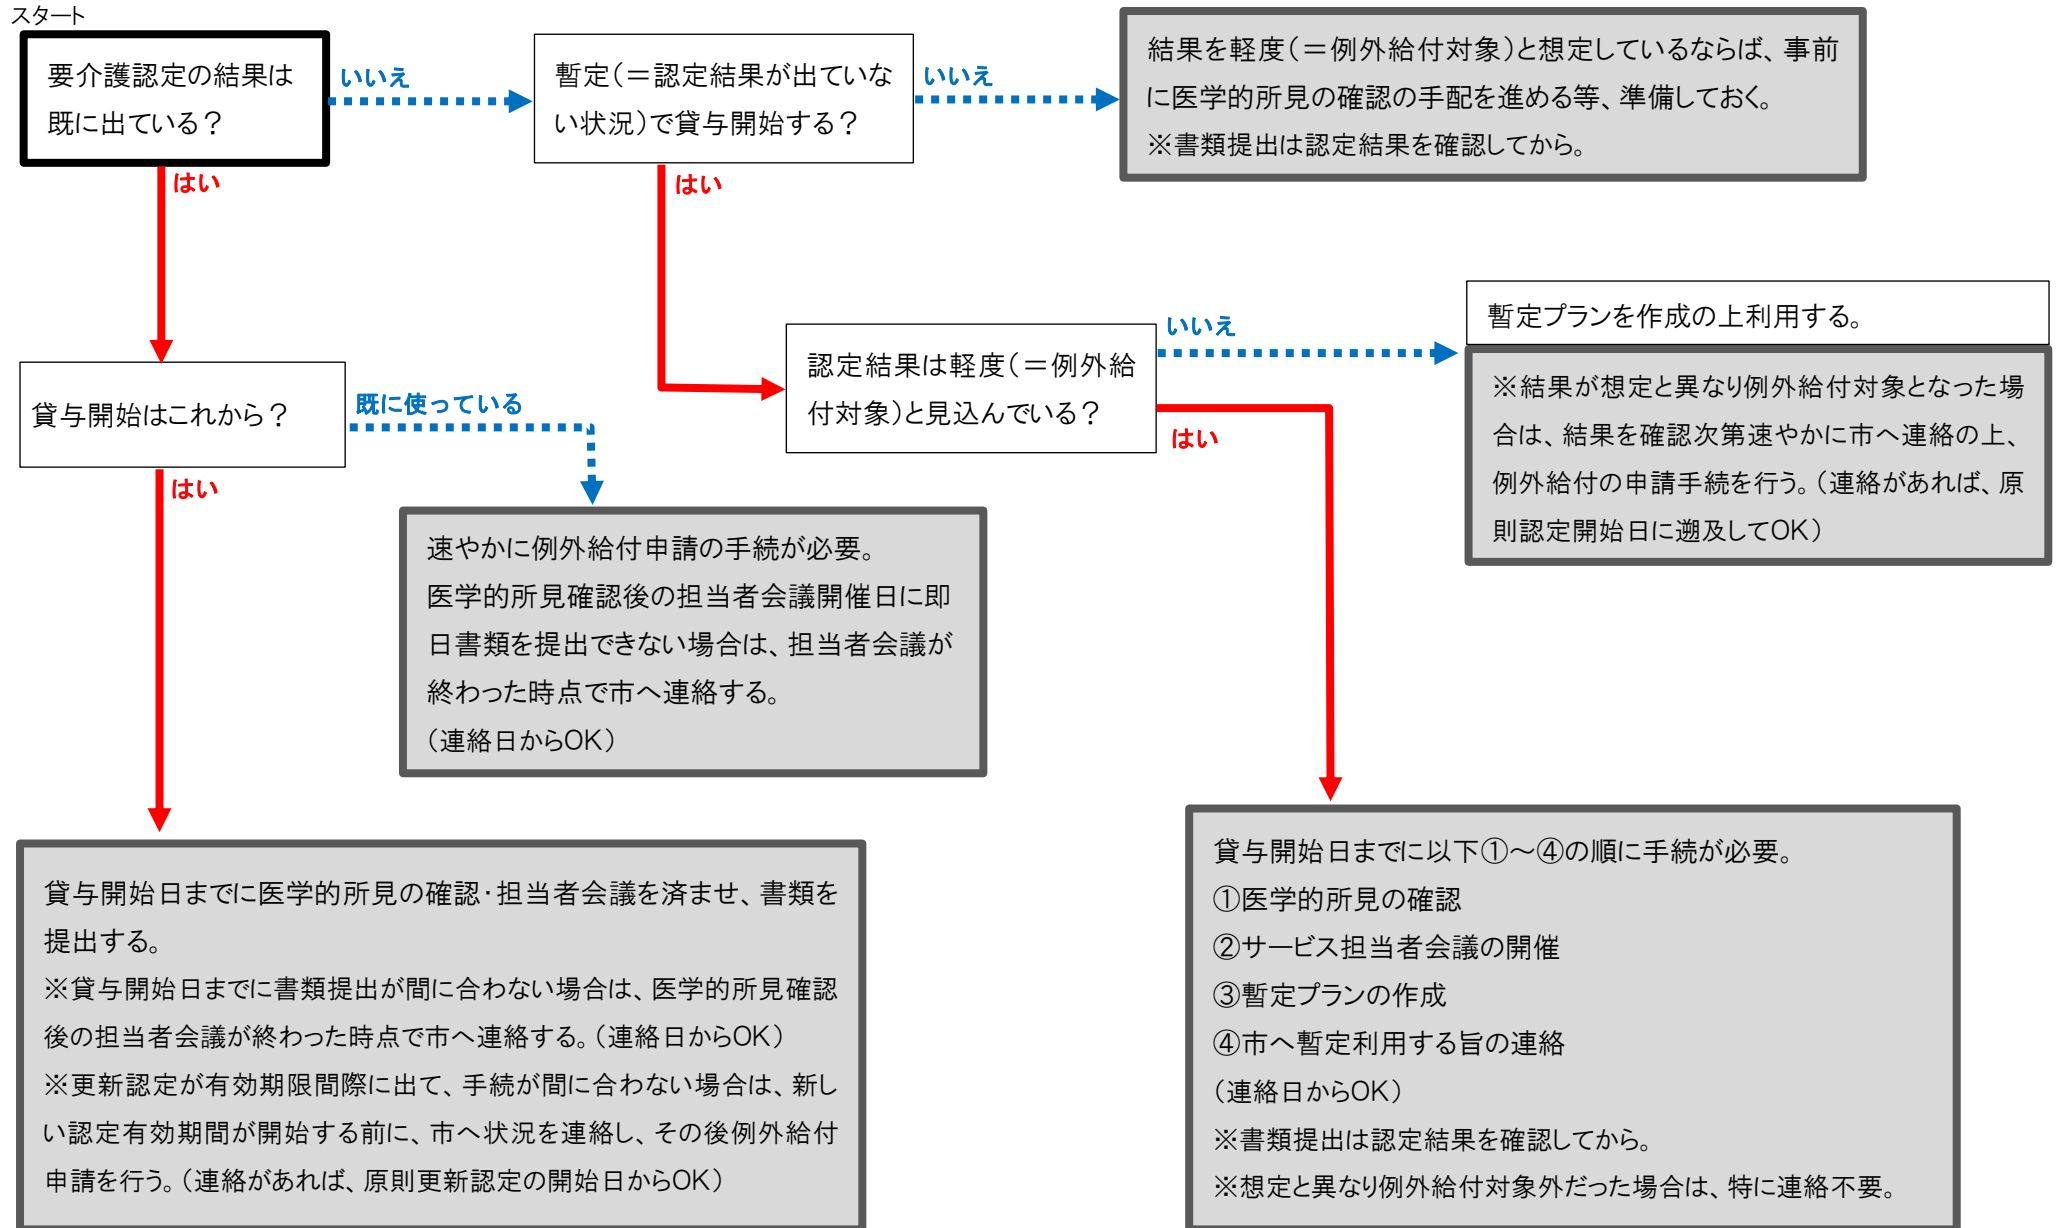 スタート
要介護認定の結果は
既に出ている？
いいえ
暫定（＝認定結果が出ていな
い状況）で貸与開始する？
いいえ
結果を軽度（＝例外給付対象）と想定しているならば、事前
に医学的所見の確認の手配を進める等、準備しておく。
※書類提出は認定結果を確認してから。
はい
はい
貸与開始はこれから？
既に使っている
はい
認定結果は軽度（＝例外給
付対象）と見込んでいる？
いいえ
はい
暫定プランを作成の上利用する。
※結果が想定と異なり例外給付対象となった場
合は、結果を確認次第速やかに市へ連絡の上、
例外給付の申請手続を行う。（連絡があれば、原
則認定開始日に遡及してOK）
速やかに例外給付申請の手続が必要。
医学的所見確認後の担当者会議開催日に即
日書類を提出できない場合は、担当者会議が
終わった時点で市へ連絡する。
（連絡日からOK）
貸与開始日までに医学的所見の確認・担当者会議を済ませ、書類を
提出する。
※貸与開始日までに書類提出が間に合わない場合は、医学的所見確認
後の担当者会議が終わった時点で市へ連絡する。（連絡日からOK）
※更新認定が有効期限間際に出て、手続が間に合わない場合は、新し
い認定有効期間が開始する前に、市へ状況を連絡し、その後例外給付
申請を行う。（連絡があれば、原則更新認定の開始日からOK）
貸与開始日までに以下①～④の順に手続が必要。
①医学的所見の確認
②サービス担当者会議の開催
③暫定プランの作成
④市へ暫定利用する旨の連絡
（連絡日からOK）
※書類提出は認定結果を確認してから。
※想定と異なり例外給付対象外だった場合は、特に連絡不要。